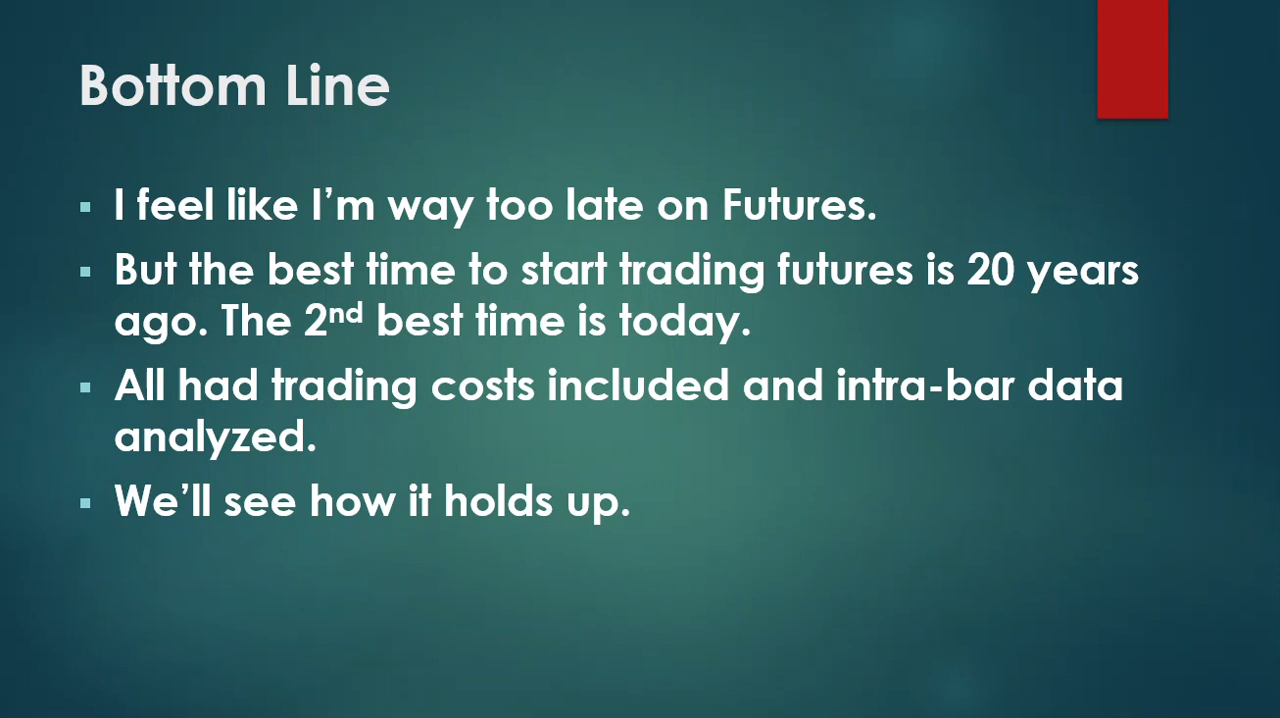 Bottom Line
I feel like I’m way too late on Futures.
But the best time to start trading futures is 20 years
ago. The 2nd best time is today.
All had trading costs included and intra-bar data
analyzed.
We’ll see how it holds up.